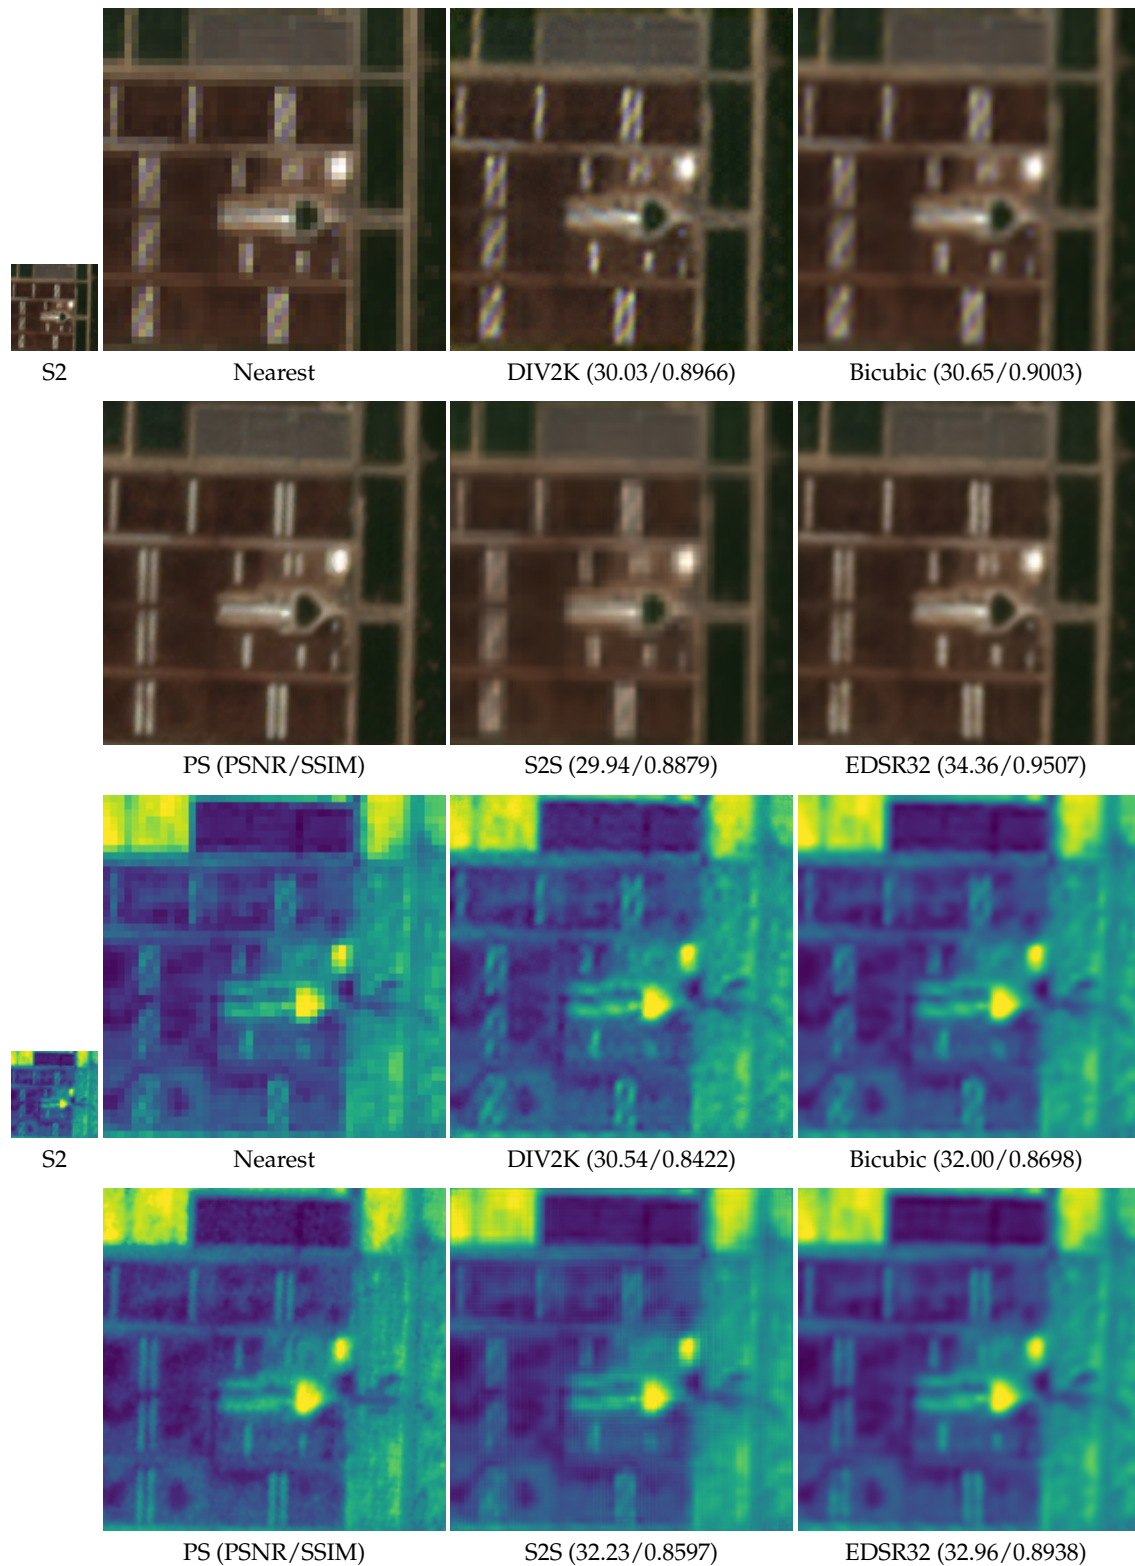 S2
Nearest
DIV2K (30.03/0.8966)
Bicubic (30.65/0.9003)
PS (PSNR/SSIM)
S2S (29.94/0.8879)
EDSR32 (34.36/0.9507)
S2
Nearest
DIV2K (30.54/0.8422)
Bicubic (32.00/0.8698)
PS (PSNR/SSIM)
S2S (32.23/0.8597)
EDSR32 (32.96/0.8938)